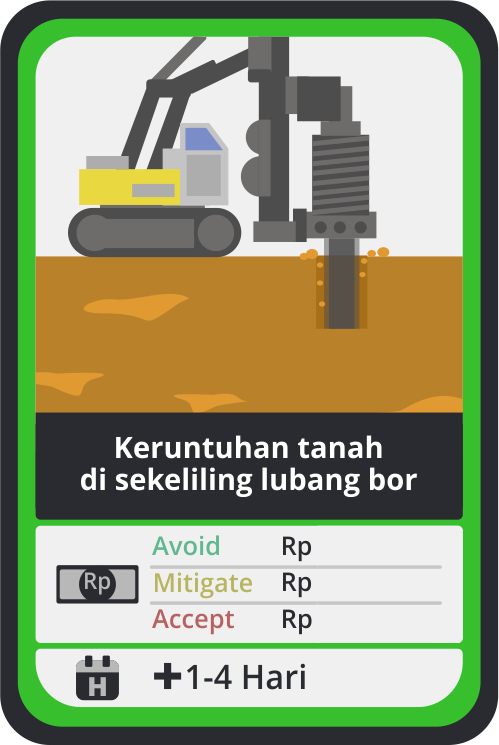 Keruntuhan tanah
di sekeliling lubang bor
Rp
Avoid Rp
Mitigate Rp
Accept Rp
H
+1-4 Hari